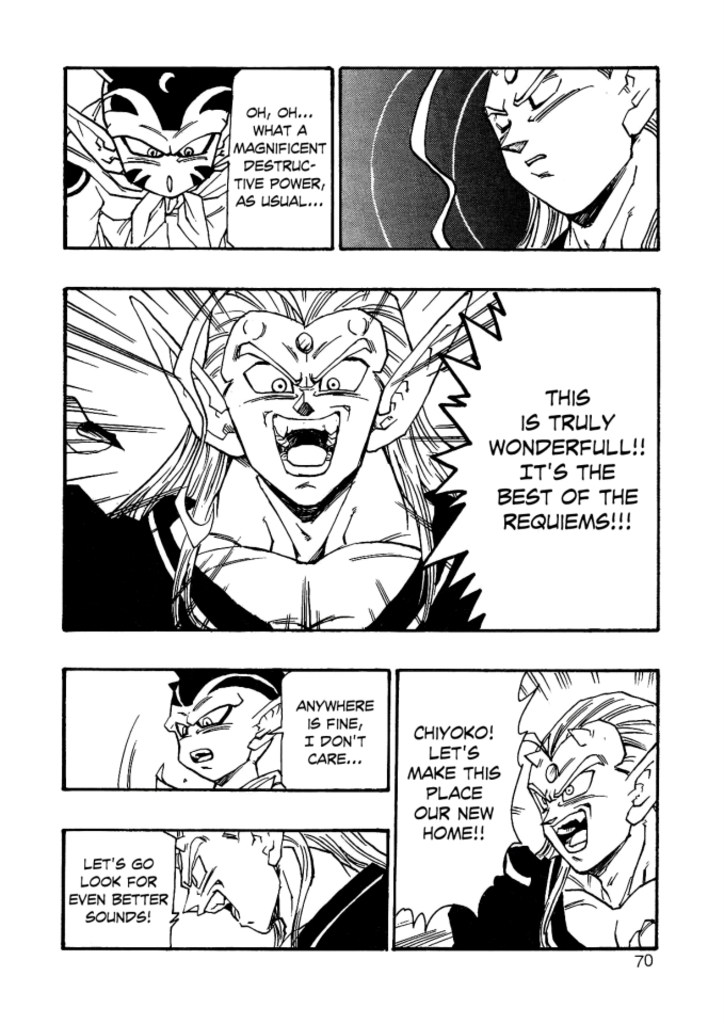 OH, OH...
WHAT A
MAGNIFICENT
DESTRUC-
TIVE POWER,
AS USUAL...
THIS
IS TRULY
WONDERFULL!!
IT'S THE
BEST OF THE
REQUIEMS!!!
CHIYOKO!
LET'S
MAKE THIS
PLACE
OUR NEW
HOME!!
ANYWHERE
IS FINE,
I DON'T
CARE...
LET'S GO
LOOK FOR
EVEN BETTER
SOUNDS!
70